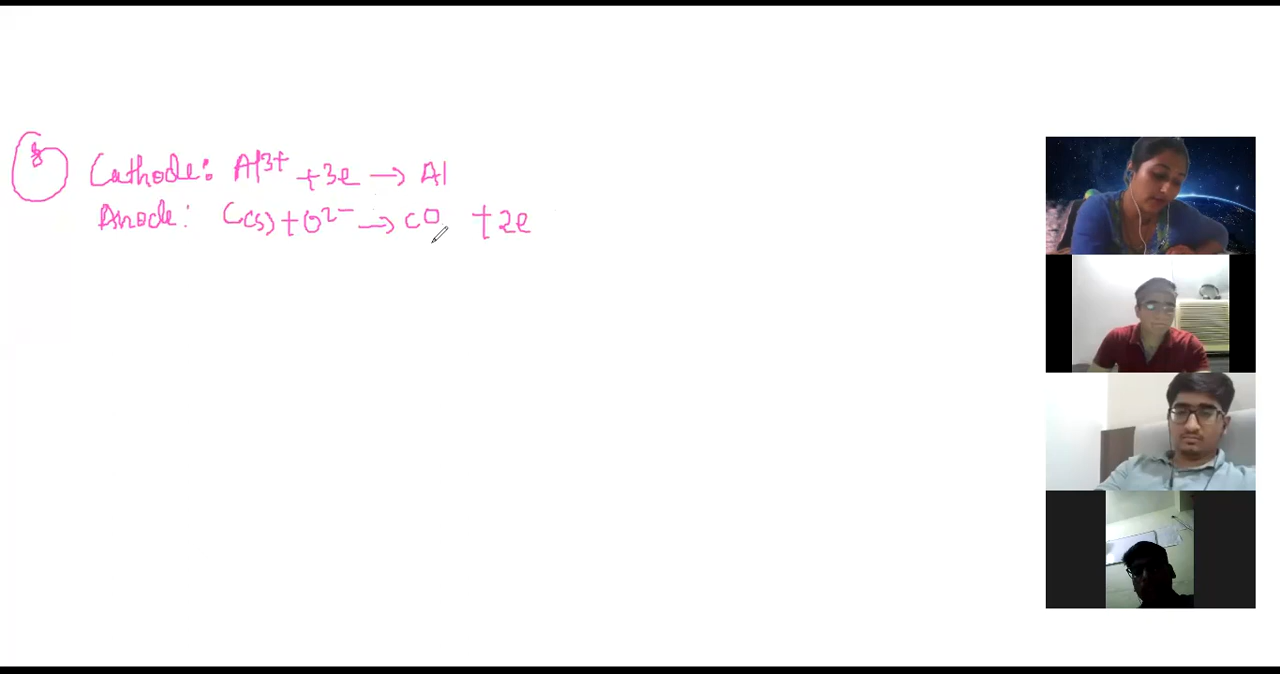 8
Cathode: Al3+ +3e → Al
Anode: C(s) + O2- → CO +2e